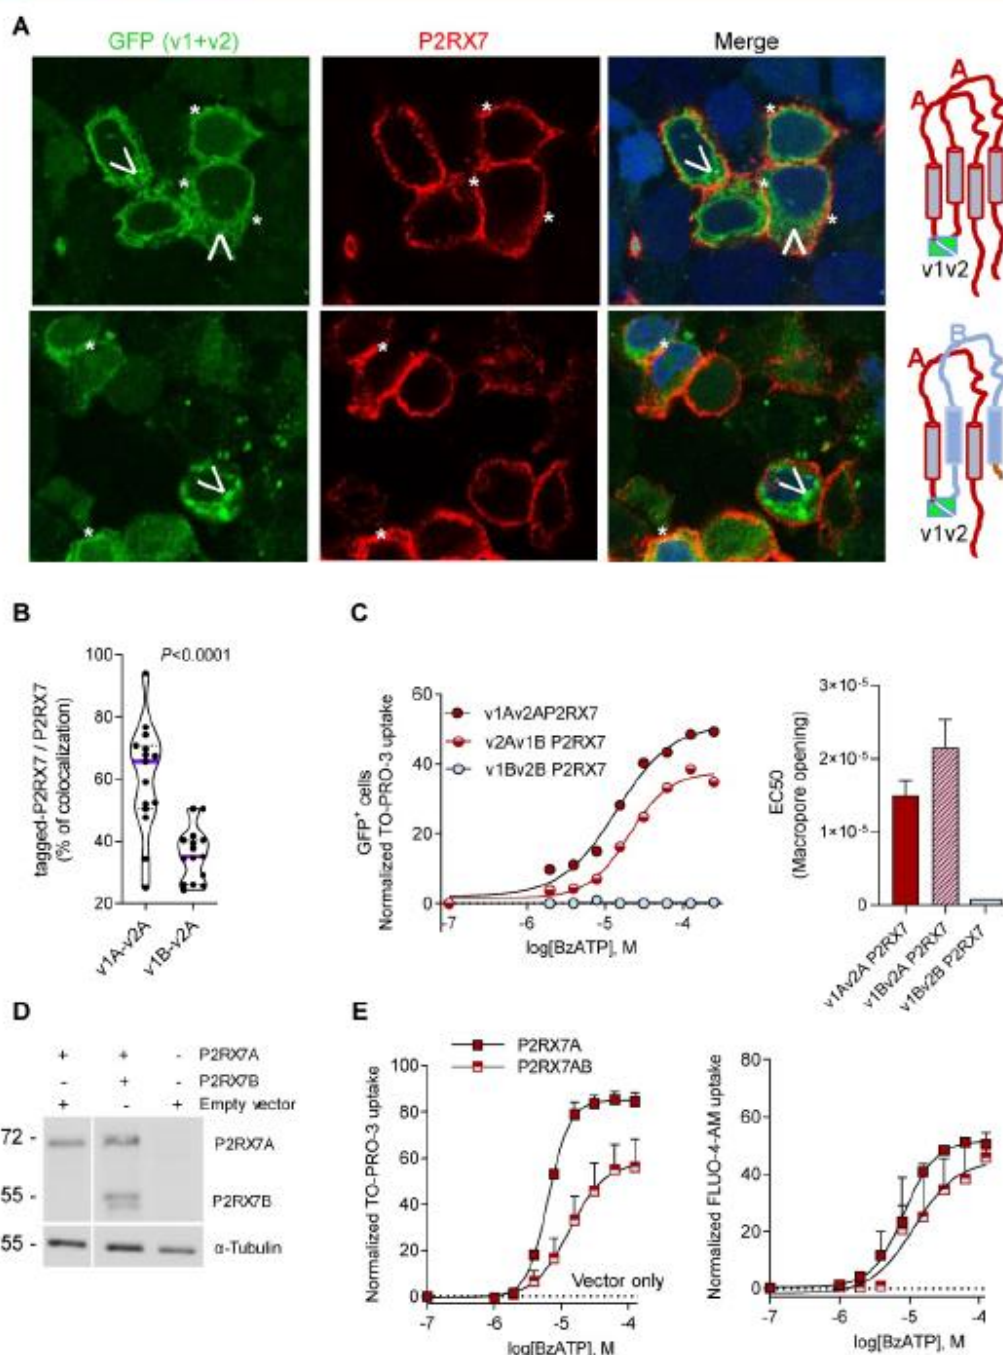 A
GFP (v1+v2)
P2RX7
Merge
A
A
v1v2
B
A
v1v2
B
tagged-P2RX7 / P2RX7
(% of colocalization)
100
80
60
40
20
P<0.0001
v1A-v2A
v1B-v2A
C
GFP+ cells
Normalized TO-PRO-3 uptake
60
40
20
0
v1Av2AP2RX7
v2Av1B P2RX7
v1Bv2B P2RX7
-6
-5
-4
log[BzATP], M
EC50
(Macropore opening)
3×10-5
2×10-5
1×10-5
0
v1Av2A P2RX7
v1Bv2A P2RX7
v1Bv2B P2RX7
D
+ + - P2RX7A
- + - P2RX7B
+ - + Empty vector
72 -
P2RX7A
55 -
P2RX7B
55 -
α-Tubulin
E
P2RX7A
P2RX7AB
Normalized TO-PRO-3 uptake
100
80
60
40
20
0
Vector only
-7
-6
-5
-4
log[BzATP], M
Normalized FLUO-4-AM uptake
80
60
40
20
0
-7
-6
-5
-4
log[BzATP], M